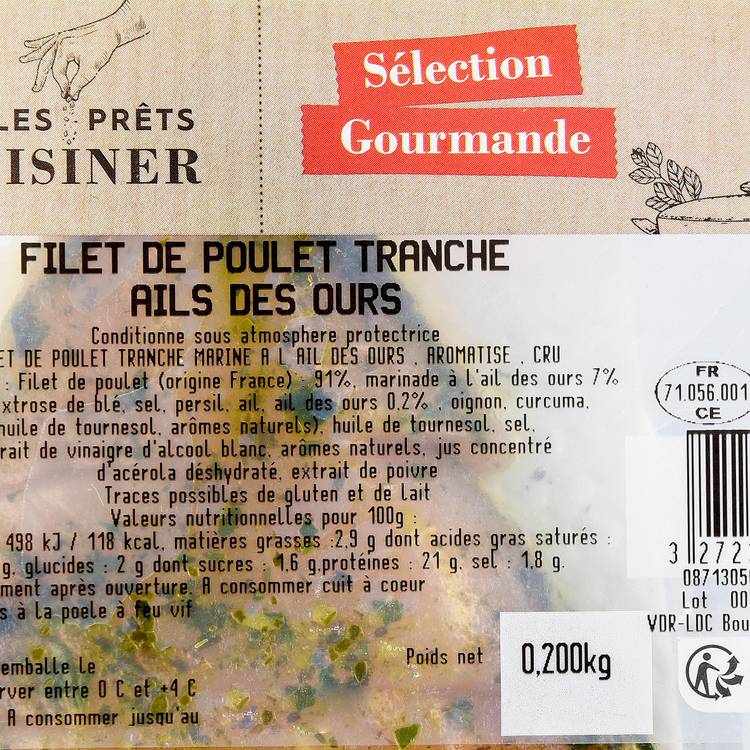 LES PRÊTS
ISINER
Sélection
Gourmande
FILET DE POULET TRANCHE
AILS DES OURS
Conditionne sous atmosphere protectrice
ET DE POULET TRANCHE MARINE A L'AIL DES OURS , AROMATISE , CRU
: Filet de poulet (origine France) : 91%, marinade à l'ail des ours 7%
xtrose de ble, sel, persil, ail, ail des ours 0.2% , oignon, curcuma,
huile de tournesol, arômes naturels), huile de tournesol, sel,
rait de vinaigre d'alcool blanc, arômes naturels, jus concentré
d'acérola déshydraté, extrait de poivre
Traces possibles de gluten et de lait
Valeurs nutritionnelles pour 100g :
498 kJ / 118 kcal, matières grasses :2,9 g dont acides gras saturés :
g, glucides : 2 g dont sucres : 1,6 g,protéines : 21 g, sel : 1,8 g.
ment après ouverture. A consommer cuit à coeur
s à la poele à feu vif
emballe le
rver entre 0 C et +4 C
A consommer jusqu'au
Poids net
0,200kg
FR
71.056.001
CE
3 272
0871305
Lot 00
VDR-LDC Bou